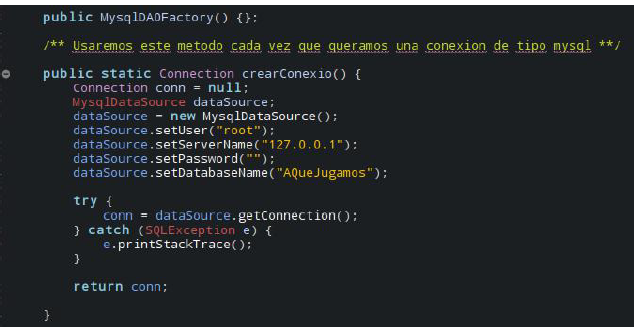 public MysqlDAOFactory() {};
/** Usaremos este metodo cada vez que queramos una conexion de tipo mysql **/
public static Connection crearConexio() {
Connection conn = null;
MysqlDataSource dataSource;
dataSource = new MysqlDataSource();
dataSource.setUser("root");
dataSource.setServerName("127.0.0.1");
dataSource.setPassword("");
dataSource.setDatabaseName("AQueJugamos");
try {
conn = dataSource.getConnection();
} catch (SQLException e) {
e.printStackTrace();
}
return conn;
}